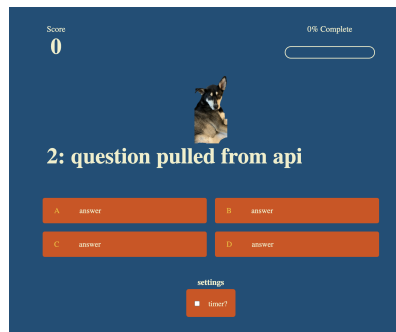 Score
0% Complete
0
2: question pulled from api
A answer
B answer
C answer
D answer
settings
timer?